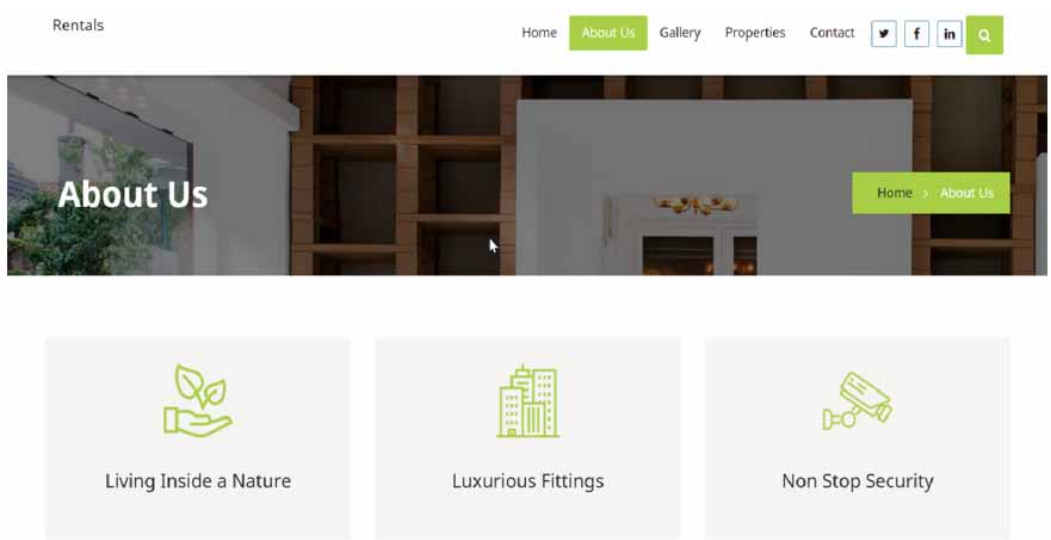 Rentals
Home About Us Gallery Properties Contact
About Us
Home > About Us
Living Inside a Nature
Luxurious Fittings
Non Stop Security